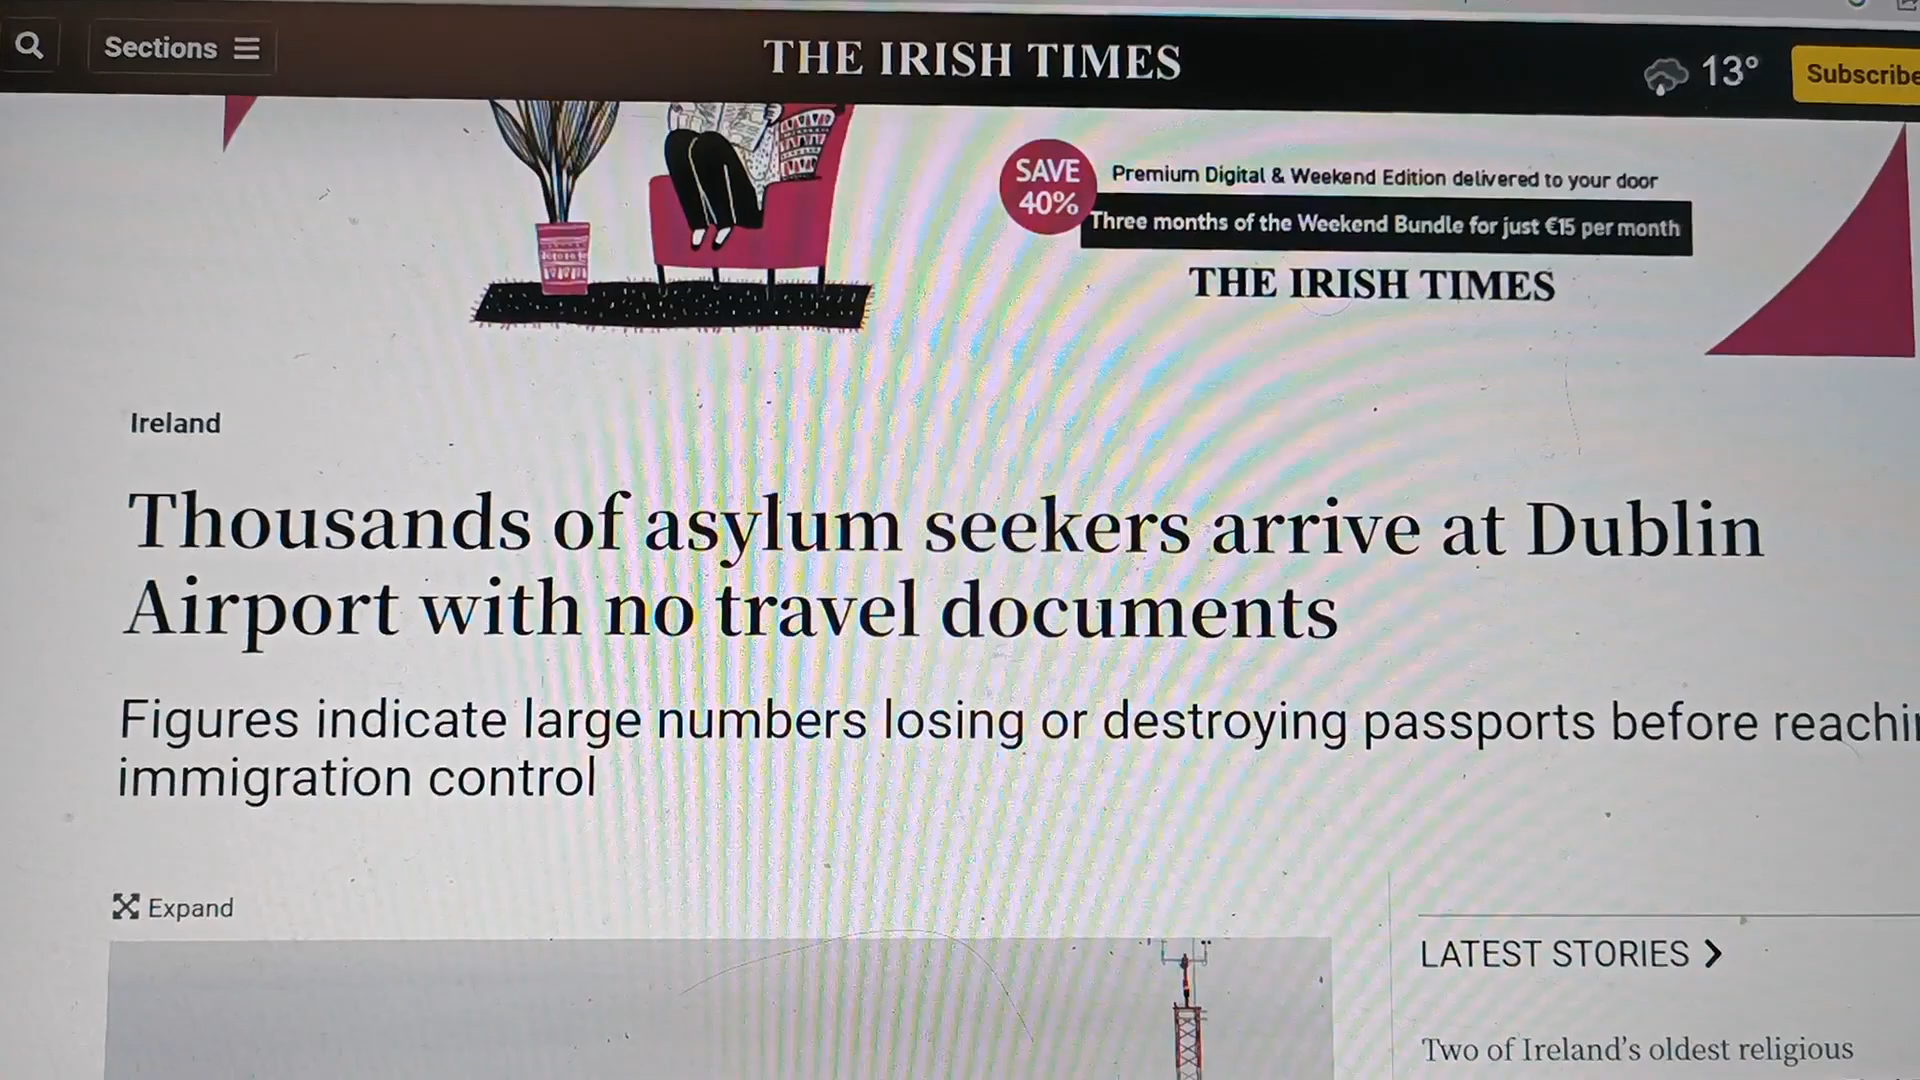 Sections
THE IRISH TIMES
13°
Subscribe
SAVE
40%
Premium Digital & Weekend Edition delivered to your door
Three months of the Weekend Bundle for just €15 per month
THE IRISH TIMES
Ireland
Thousands of asylum seekers arrive at Dublin
Airport with no travel documents
Figures indicate large numbers losing or destroying passports before reachin
immigration control
Expand
LATEST STORIES
Two of Ireland's oldest religious